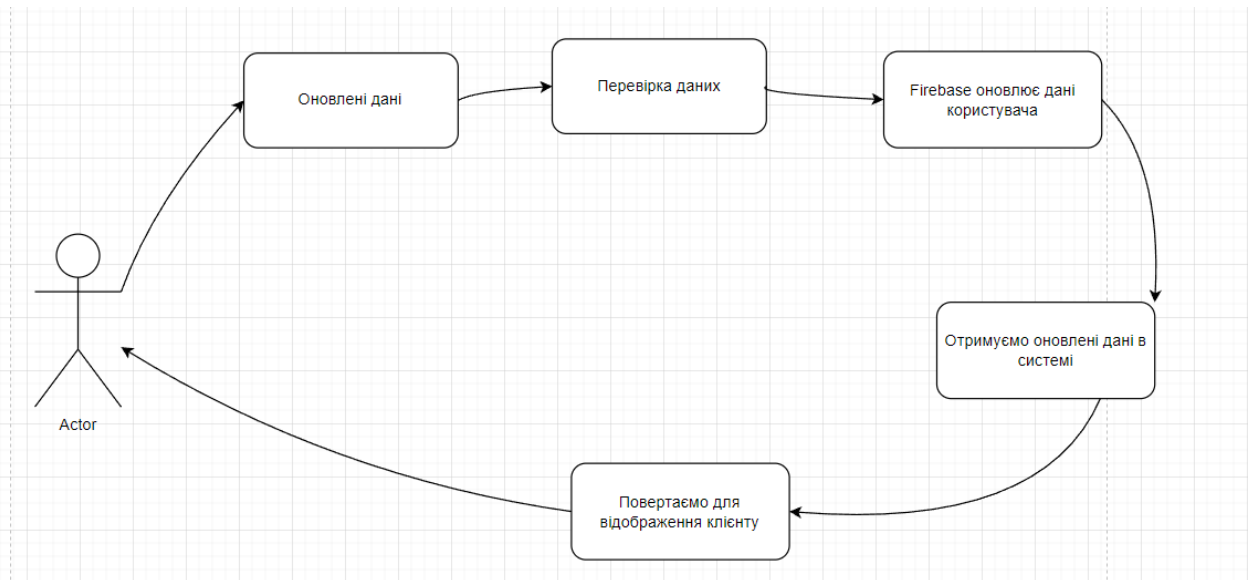 Оновлені дані
Перевірка даних
Firebase оновлює дані
користувача
Отримуємо оновлені дані в
системі
Повертаємо для
відображення клієнту
Actor